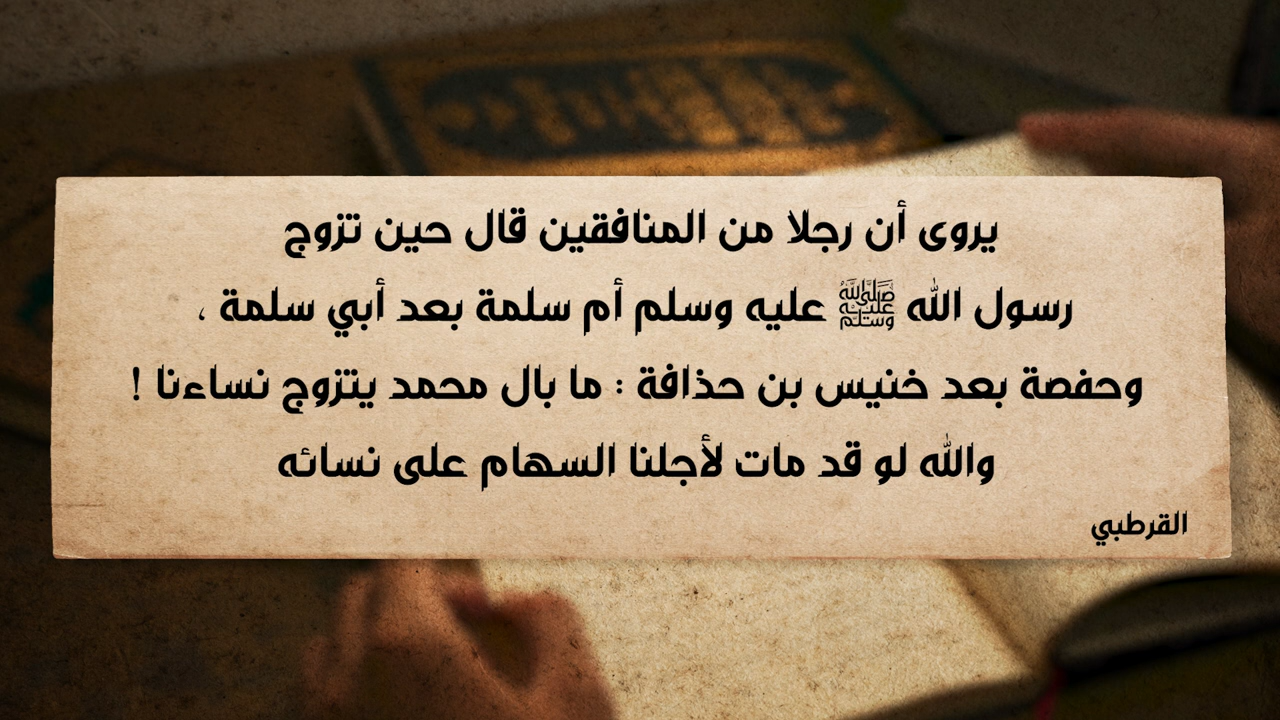 يروى أن رجلا من المنافقين قال حين تزوج
رسول الله ﷺ عليه وسلم أم سلمة بعد أبي سلمة ،
وحفصة بعد خنيس بن حذافة : ما بال محمد يتزوج نساءنا !
والله لو قد مات لأجلنا السهام على نسائه
القرطبي